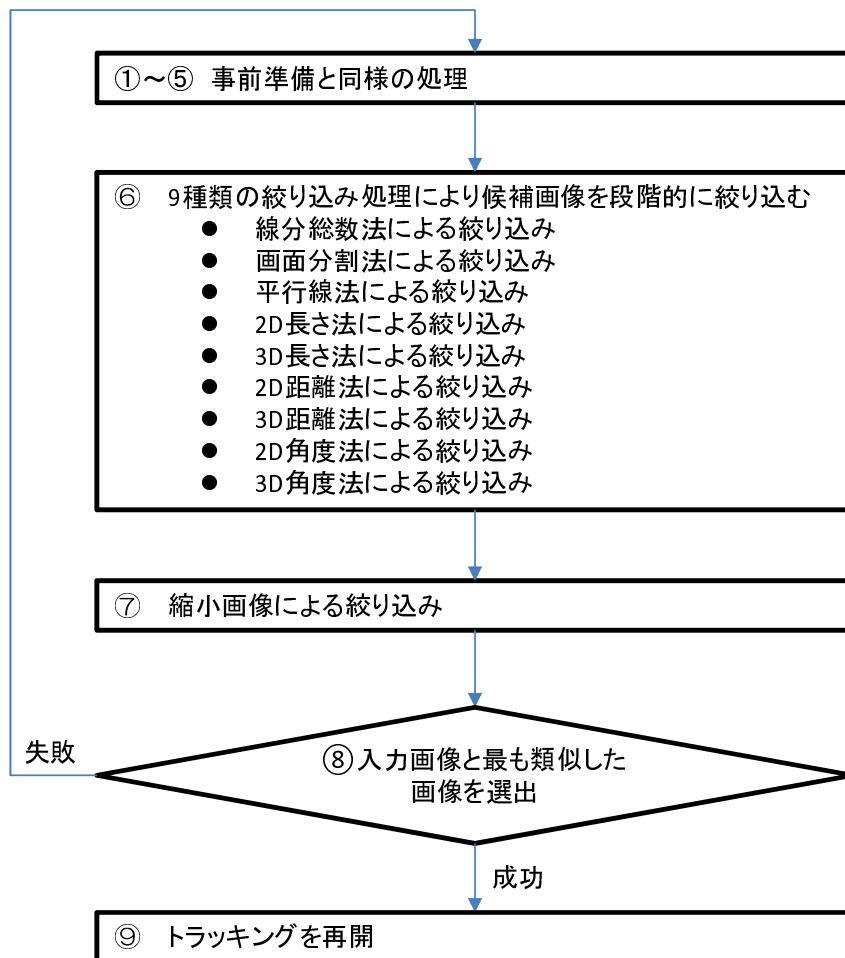 ①～⑤ 事前準備と同様の処理
⑥ 9種類の絞り込み処理により候補画像を段階的に絞り込む
● 線分総数法による絞り込み
● 画面分割法による絞り込み
● 平行線法による絞り込み
● 2D長さ法による絞り込み
● 3D長さ法による絞り込み
● 2D距離法による絞り込み
● 3D距離法による絞り込み
● 2D角度法による絞り込み
● 3D角度法による絞り込み
⑦ 縮小画像による絞り込み
失敗
⑧入力画像と最も類似した
画像を選出
成功
⑨ トラッキングを再開